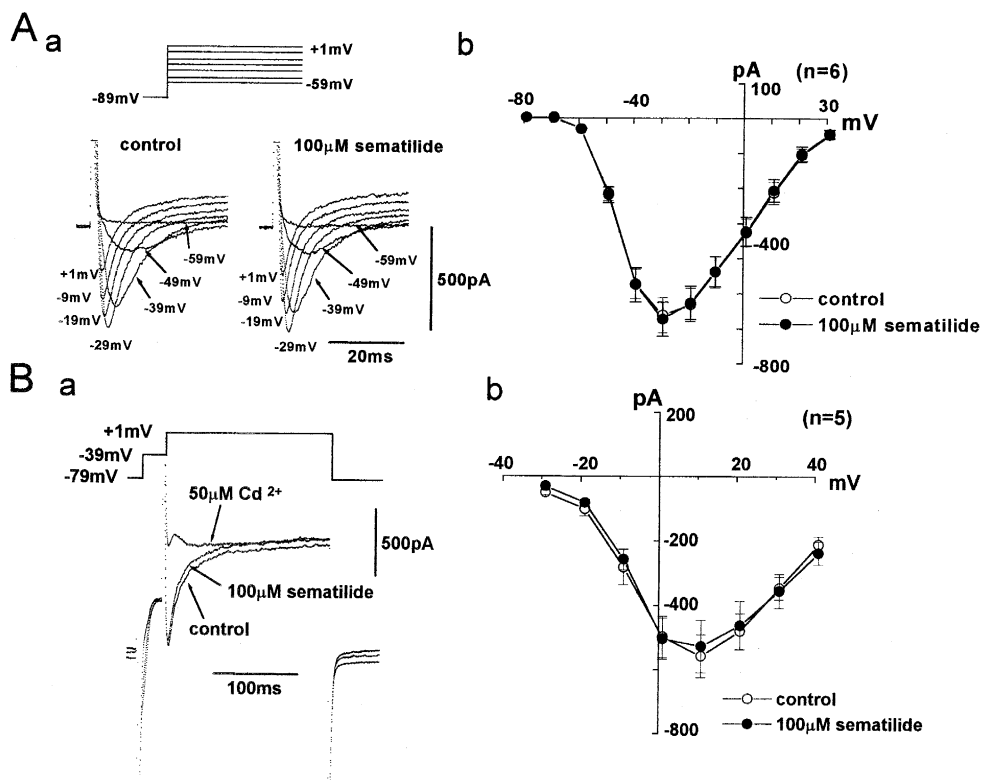 A
a
+1mV
-59mV
-89mV
control
100μM sematilide
-59mV
-49mV
-39mV
+1mV
-9mV
-19mV
-29mV
-59mV
-49mV
-39mV
+1mV
-9mV
-19mV
-29mV
500pA
20ms
b
pA
(n=6)
100
-80
-40
30
mV
-400
-800
control
100μM sematilide
B
a
+1mV
-39mV
-79mV
50μM Cd 2+
500pA
100μM sematilide
control
100ms
b
pA
(n=5)
200
-40
-20
20
40
mV
-200
-400
-800
control
100μM sematilide